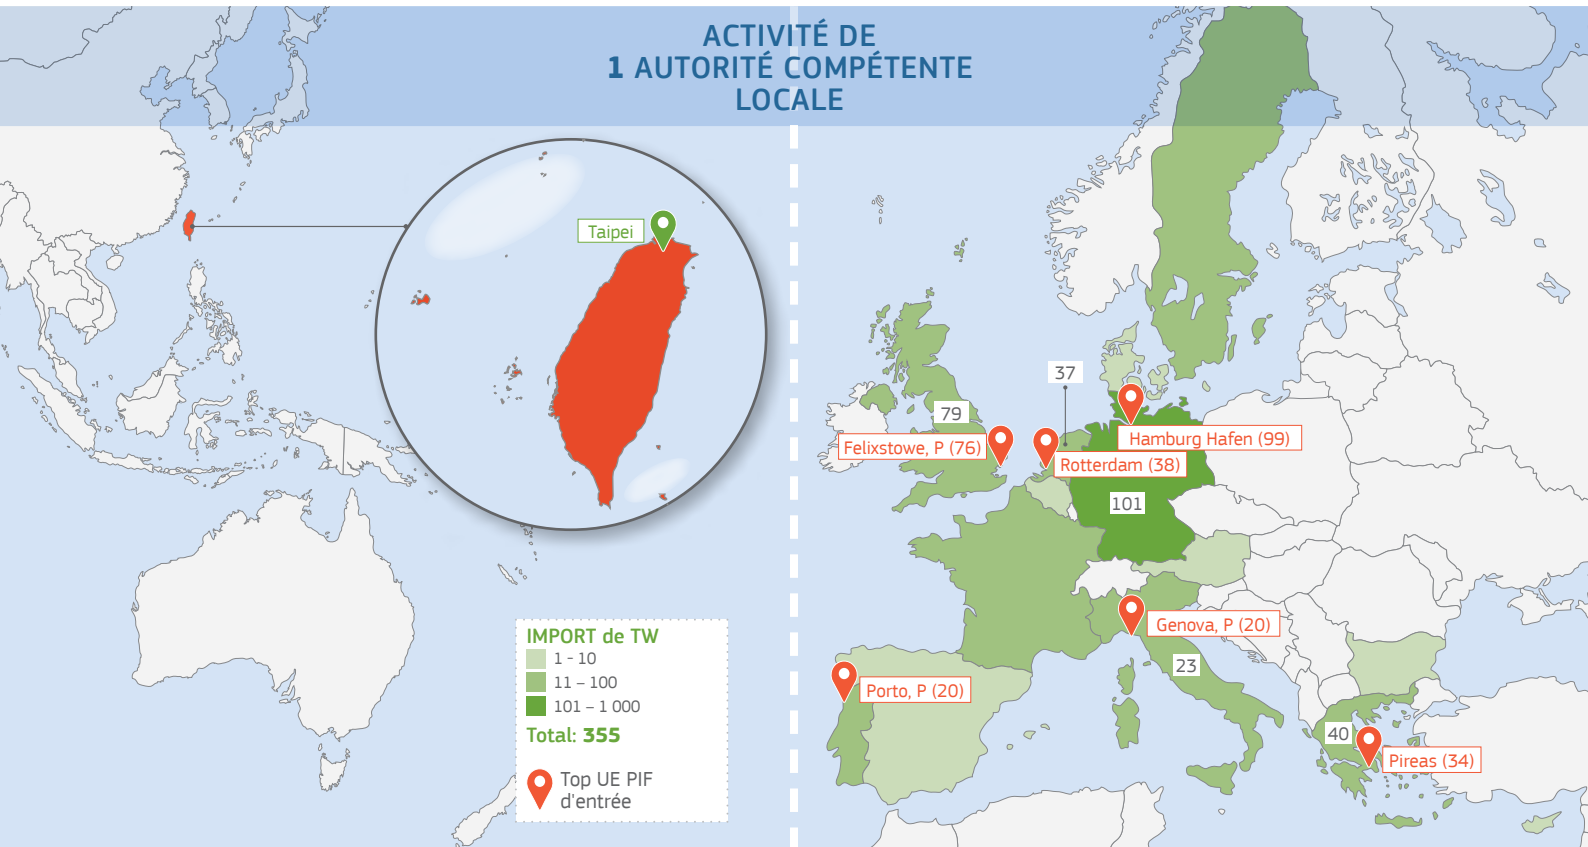 ACTIVITÉ DE
1 AUTORITÉ COMPÉTENTE
LOCALE
Taipei
37
79
Felixstowe, P (76)
Hamburg Hafen (99)
Rotterdam (38)
101
Genova, P (20)
23
Porto, P (20)
40
Pireas (34)
IMPORT de TW
1 - 10
11 – 100
101 – 1 000
Total: 355
Top UE PIF
d'entrée